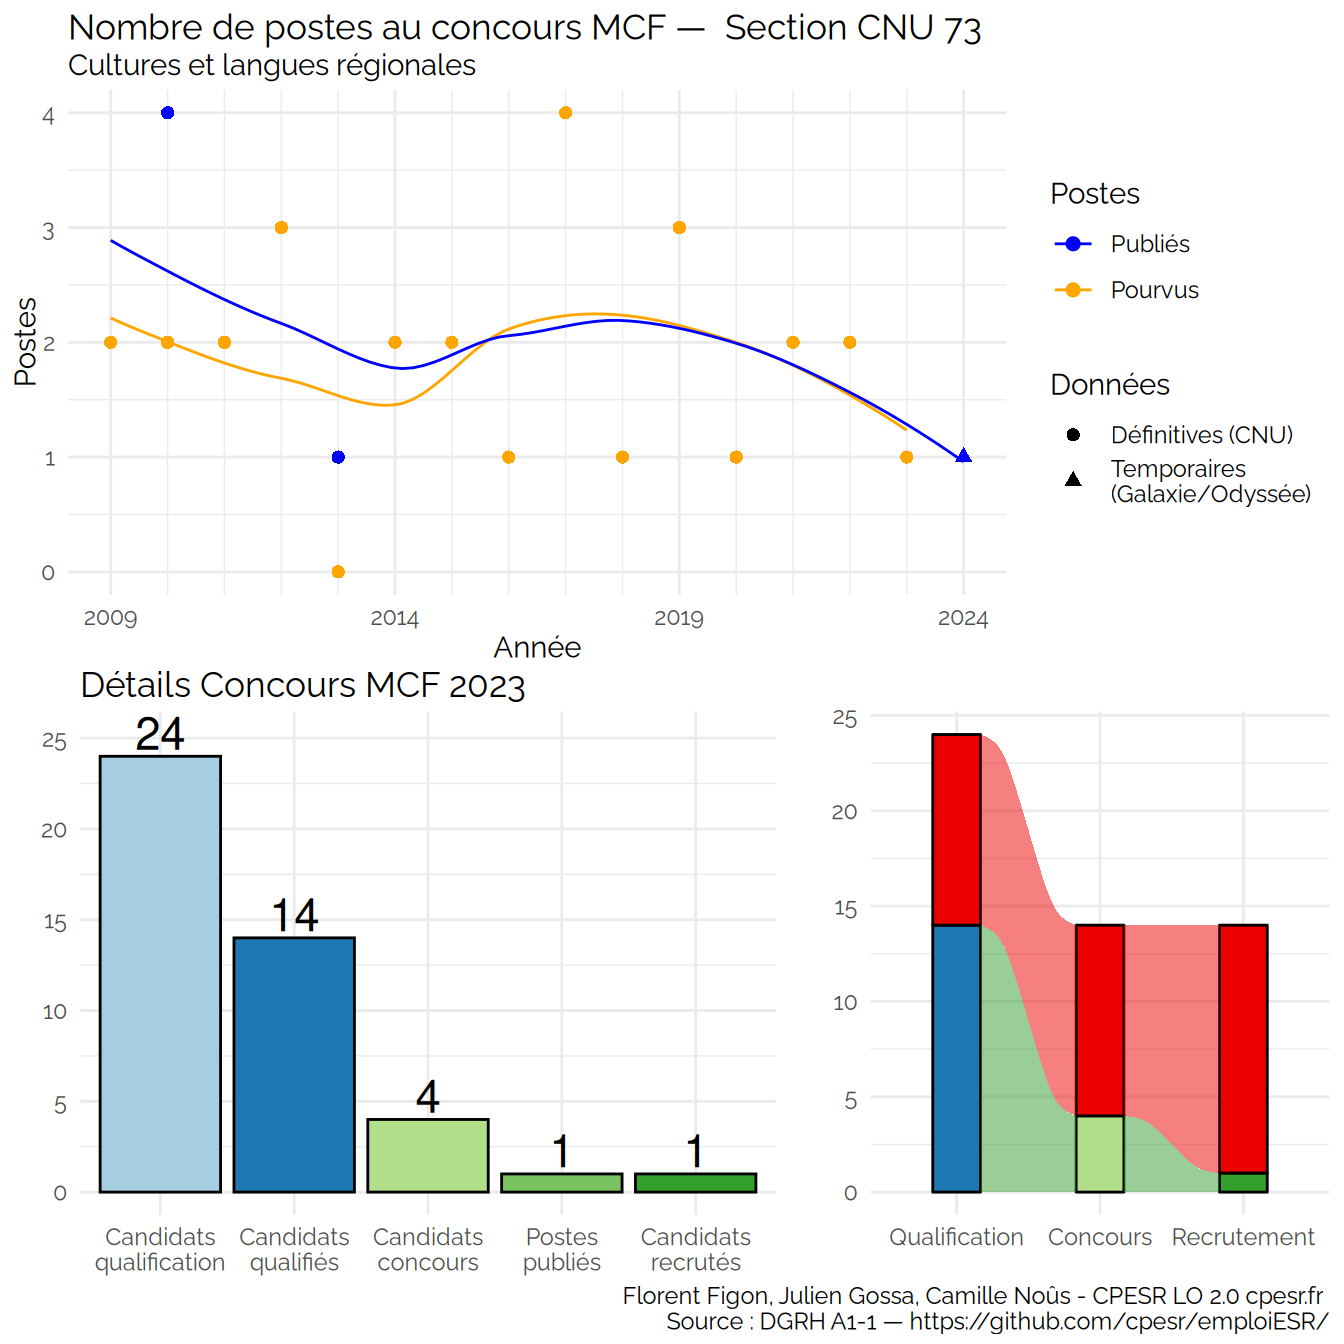 Nombre de postes au concours MCF — Section CNU 73
Cultures et langues régionales
Postes
4
3
2
1
0
2009 2014 2019 2024
Année
Postes
Publiés
Pourvus
Données
Définitives (CNU)
Temporaires
(Galaxie/Odyssée)
Détails Concours MCF 2023
25
20
15
10
5
0
24
14
4
1
1
Candidats
qualification
Candidats
qualifiés
Candidats
concours
Postes
publiés
Candidats
recrutés
25
20
15
10
5
0
Qualification Concours Recrutement
Florent Figon, Julien Gossa, Camille Noûs - CPESR LO 2.0 cpesr.fr
Source : DGRH A1-1 — https://github.com/cpesr/emploiESR/